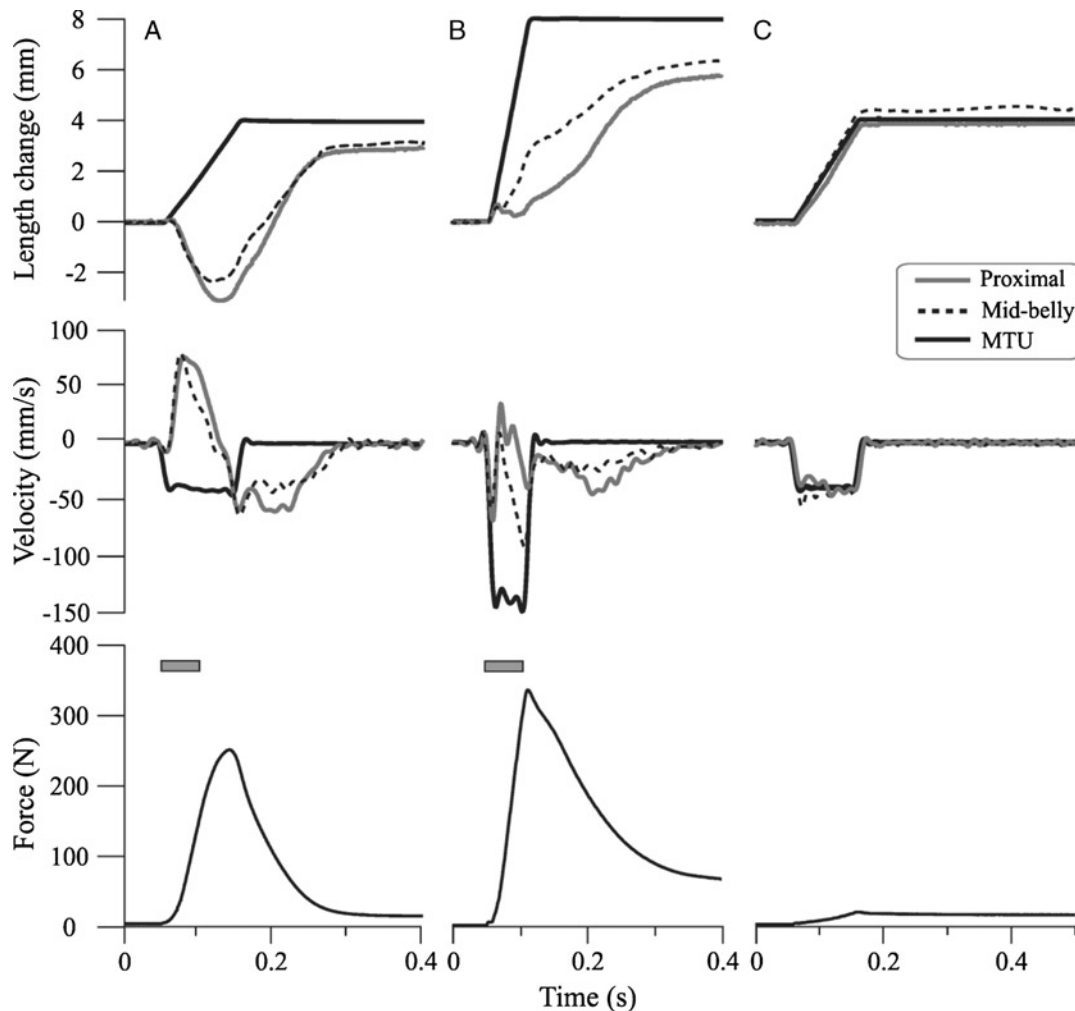 A
B
C
Length change (mm)
8
6
4
2
0
-2
Proximal
Mid-belly
MTU
Velocity (mm/s)
100
50
0
-50
-100
-150
Force (N)
400
300
200
100
0
0 0.2 0.4
0 0.2 0.4
0 0.2 0.4
Time (s)